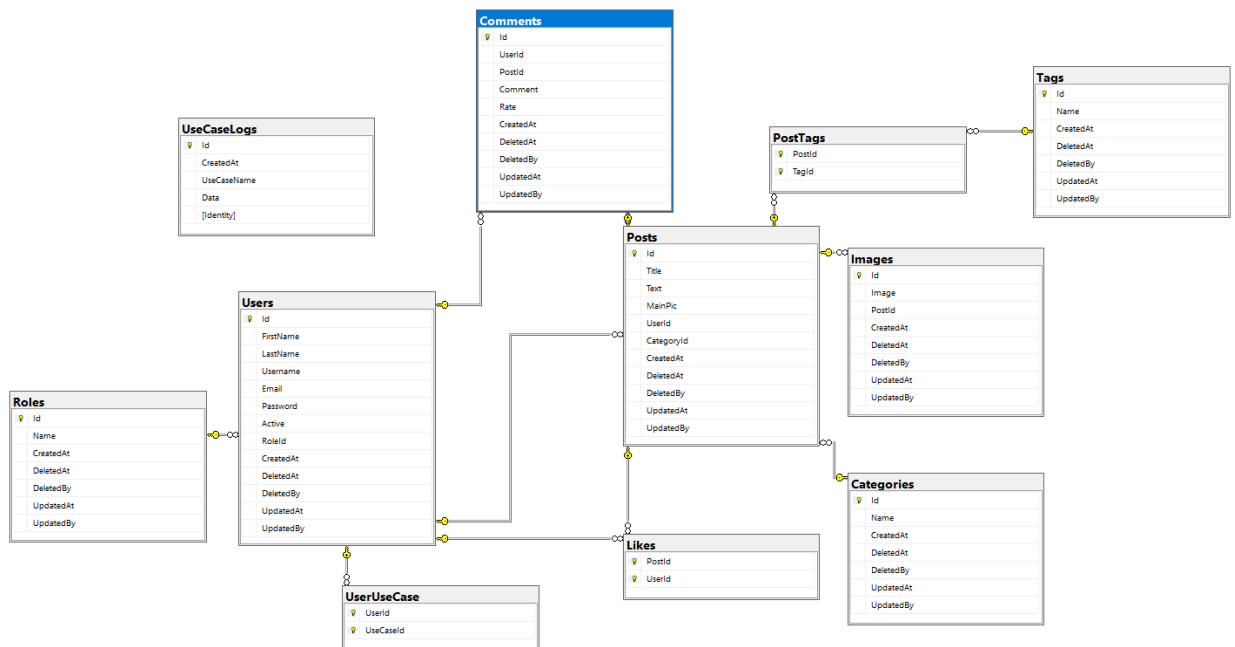 Comments
Id
UserId
PostId
Comment
Rate
CreatedAt
DeletedAt
DeletedBy
UpdatedAt
UpdatedBy
Tags
Id
Name
CreatedAt
DeletedAt
DeletedBy
UpdatedAt
UpdatedBy
UseCaseLogs
Id
CreatedAt
UseCaseName
Data
[Identity]
PostTags
PostId
TagId
Posts
Id
Title
Text
MainPic
UserId
CategoryId
CreatedAt
DeletedAt
DeletedBy
UpdatedAt
UpdatedBy
Images
Id
Image
PostId
CreatedAt
DeletedAt
DeletedBy
UpdatedAt
UpdatedBy
Users
Id
FirstName
LastName
Username
Email
Password
Active
RoleId
CreatedAt
DeletedAt
DeletedBy
UpdatedAt
UpdatedBy
Roles
Id
Name
CreatedAt
DeletedAt
DeletedBy
UpdatedAt
UpdatedBy
Categories
Id
Name
CreatedAt
DeletedAt
DeletedBy
UpdatedAt
UpdatedBy
Likes
PostId
UserId
UserUseCase
UserId
UseCaseId